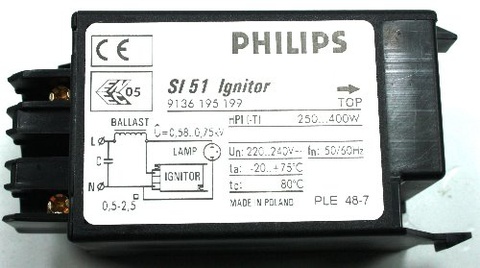 CE
PHILIPS
EK 05
SI 51 Ignitor
9136 195 199
TOP
HPI (-T) 250...400W
BALLAST
Û=0,58..0,75kV
L
LAMP
C
Un: 220...240V~ fn: 50/60Hz
IGNITOR
ta: -20..+75°C
N
tc: 80°C
0,5-2,5
MADE IN POLAND PLE 48-7